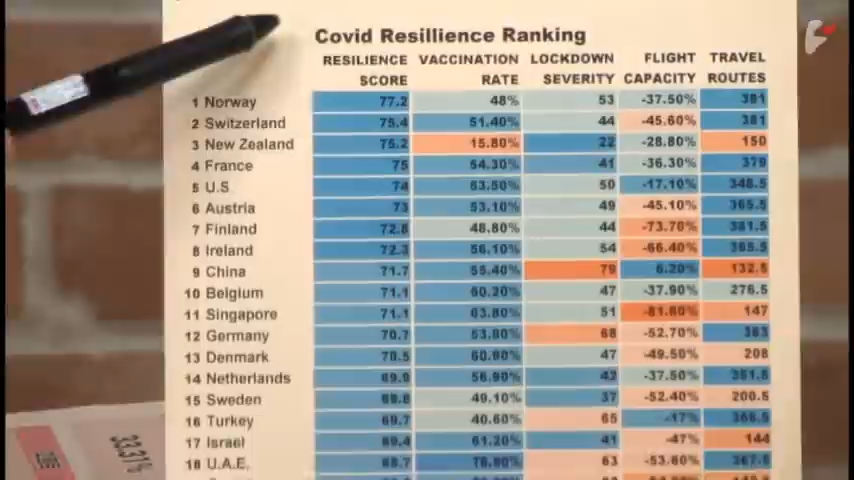 Covid Resillience Ranking
RESILIENCE VACCINATION LOCKDOWN FLIGHT TRAVEL
SCORE RATE SEVERITY CAPACITY ROUTES
1 Norway 77.2 48% 53 -37.50% 381
2 Switzerland 75.4 51.40% 44 -45.60% 381
3 New Zealand 75.2 15.80% 22 -28.80% 150
4 France 75 54.30% 41 -36.30% 379
5 U.S. 74 53.50% 50 -17.10% 348.5
6 Austria 73 53.10% 49 -45.10% 365.5
7 Finland 72.8 48.80% 44 -73.70% 381.5
8 Ireland 72.3 56.10% 54 -66.40% 365.5
9 China 71.7 55.40% 79 6.20% 132.5
10 Belgium 71.1 60.20% 47 -37.90% 276.5
11 Singapore 71.1 63.80% 51 -81.60% 147
12 Germany 70.7 53.80% 68 -52.70% 363
13 Denmark 70.5 60.90% 47 -49.50% 208
14 Netherlands 69.9 56.90% 42 -37.50% 351.5
15 Sweden 69.8 49.10% 37 -52.40% 200.5
16 Turkey 69.7 40.60% 65 -17% 366.5
17 Israel 69.4 61.20% 41 -47% 144
18 U.A.E. 68.7 78.90% 63 -53.60% 367.5